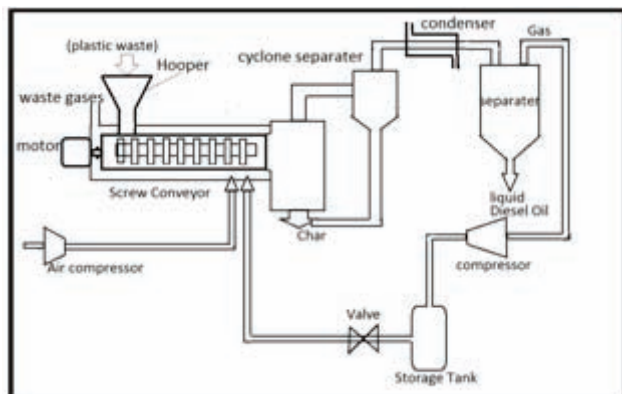 condenser
Gas
(plastic waste)
Hooper
cyclone separater
waste gases
separater
motor
Screw Conveyor
liquid
Diesel Oil
Char
Air compressor
compressor
Valve
Storage Tank